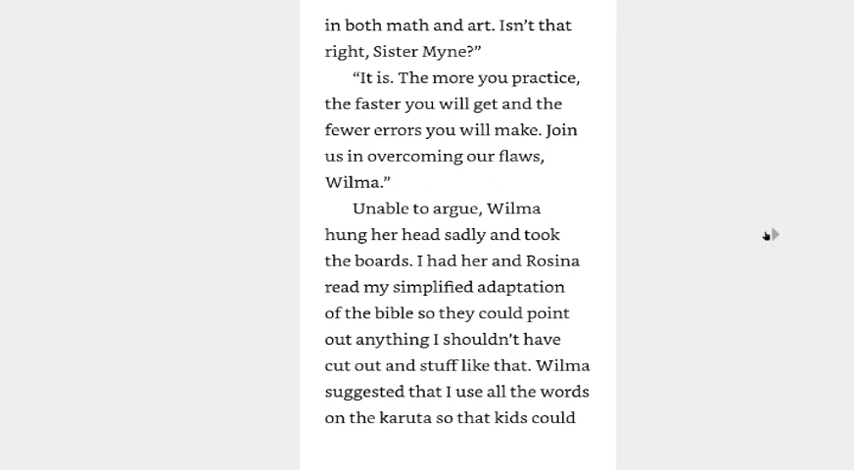 in both math and art. Isn’t that
right, Sister Myne?”
“It is. The more you practice,
the faster you will get and the
fewer errors you will make. Join
us in overcoming our flaws,
Wilma.”
Unable to argue, Wilma
hung her head sadly and took
the boards. I had her and Rosina
read my simplified adaptation
of the bible so they could point
out anything I shouldn’t have
cut out and stuff like that. Wilma
suggested that I use all the words
on the karuta so that kids could